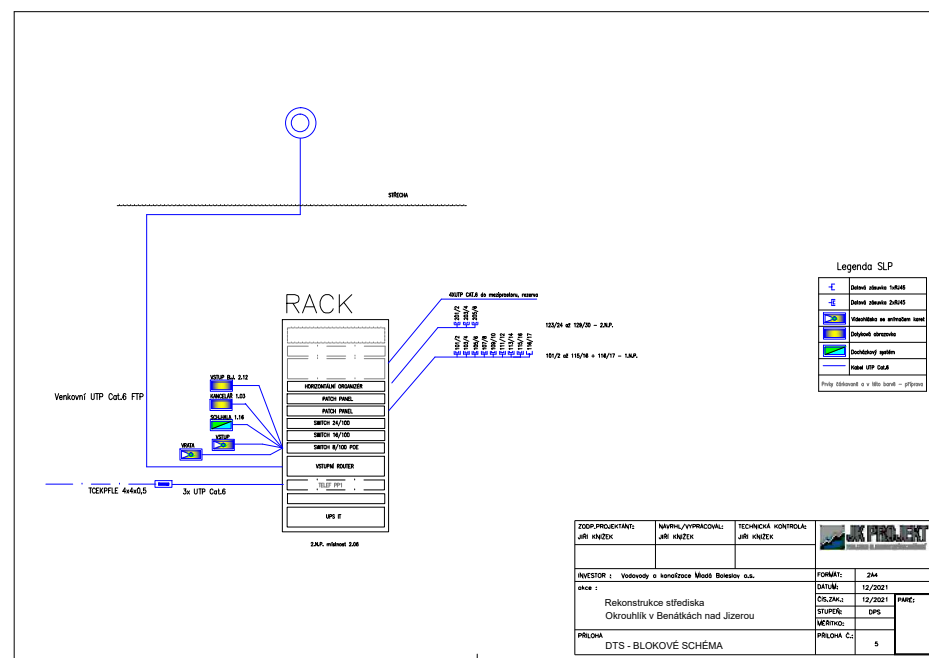 STŘECHA
RACK
4XUTP CAT.6 do meziprostoru, rezerva
201/2
203/4
205/6
123/24 až 129/30 - 2.N.P.
101/2
103/4
105/6
107/8
109/10
111/12
113/14
115/16
116/17
101/2 až 115/16 + 116/17 - 1.N.P.
HORIZONTÁLNÍ ORGANIZÉR
PATCH PANEL
PATCH PANEL
SWITCH 24/100
SWITCH 16/100
SWITCH 8/100 POE
VSTUPNÍ ROUTER
TELEF PP1
UPS IT
2.N.P. místnost 2.06
VSTUP B.J. 2.12
KANCELÁŘ 1.03
SCH.HALA 1.16
VSTUP
VRATA
Venkovní UTP Cat.6 FTP
TCEKPFLE 4x4x0,5
3x UTP Cat.6
Legenda SLP
Datová zásuvka 1xRJ45
Datová zásuvka 2xRJ45
Videohláska se snímačem karet
Dotyková obrazovka
Docházkový systém
Kabel UTP Cat.6
Prvky čárkovaně a v této barvě - příprava
ZODP.PROJEKTANT:
JIŘÍ KNÍŽEK
NAVRHL/VYPRACOVAL:
JIŘÍ KNÍŽEK
TECHNICKÁ KONTROLA:
JIŘÍ KNÍŽEK
JK PROJEKT
INVESTOR : Vodovody a kanalizace Mladá Boleslav a.s.
akce :
Rekonstrukce střediska
Okrouhlík v Benátkách nad Jizerou
PŘÍLOHA
DTS - BLOKOVÉ SCHÉMA
FORMÁT: 2A4
DATUM: 12/2021
ČÍS.ZAK.: 12/2021
PARÉ:
STUPEŇ: DPS
MĚŘÍTKO:
PŘÍLOHA Č.: 5